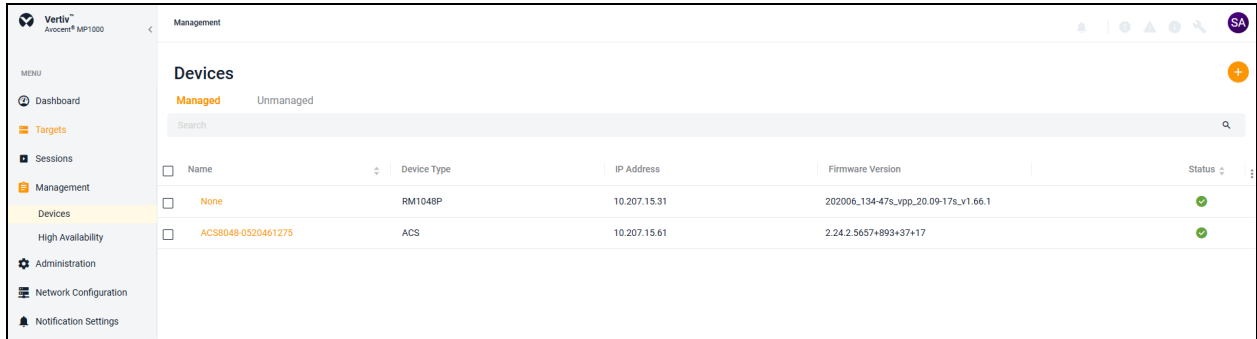 Vertiv™
Avocent® MP1000
Management
SA
MENU
Dashboard
Targets
Sessions
Management
Devices
High Availability
Administration
Network Configuration
Notification Settings
Devices
Managed Unmanaged
Search
Name Device Type IP Address Firmware Version Status
None RM1048P 10.207.15.31 202006_134-47s_vpp_20.09-17s_v1.66.1
ACS8048-0520461275 ACS 10.207.15.61 2.24.2.5657+893+37+17